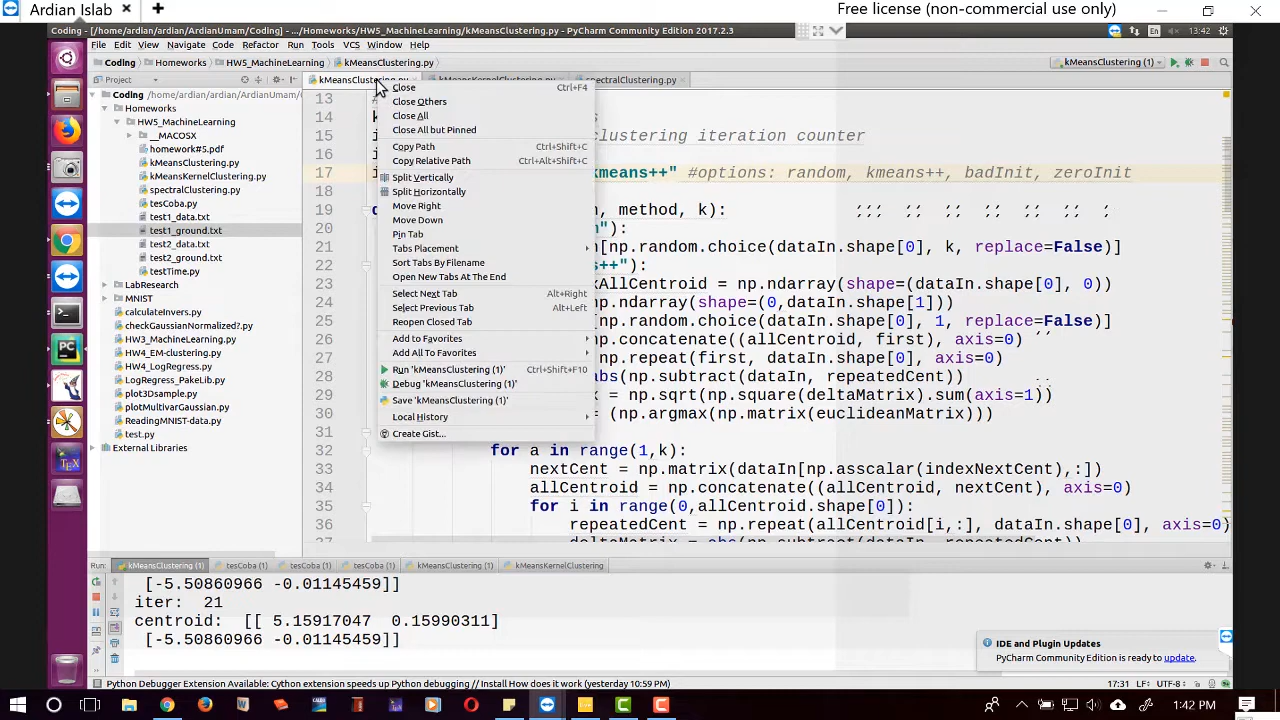 Ardian Islab × +
Free license (non-commercial use only)
Coding - [/home/ardian/ArdianUmam/Coding] - .../Homeworks/HW5_MachineLearning/kMeansClustering.py - PyCharm Community Edition 2017.2.3
En 13:42
File Edit View Navigate Code Refactor Run Tools VCS Window Help
Coding Homeworks HW5_MachineLearning kMeansClustering.py
kMeansClustering (1)
Project
kMeansClustering.py kMeansKernelClustering.py spectralClustering.py
Coding /home/ardian/ardian/ArdianUmam/C
Homeworks
HW5_MachineLearning
__MACOSX
homework#5.pdf
kMeansClustering.py
kMeansKernelClustering.py
spectralClustering.py
tesCoba.py
test1_data.txt
test1_ground.txt
test2_data.txt
test2_ground.txt
testTime.py
LabResearch
MNIST
calculateInvers.py
checkGaussianNormalized?.py
HW3_MachineLearning.py
HW4_EM-clustering.py
HW4_LogRegress.py
LogRegress_PakeLib.py
plot3Dsample.py
plotMultivarGaussian.py
ReadingMNIST-data.py
test.py
External Libraries
Close Ctrl+F4
Close Others
Close All
Close All but Pinned
Copy Path Ctrl+Shift+C
Copy Relative Path Ctrl+Alt+Shift+C
Split Vertically
Split Horizontally
Move Right
Move Down
Pin Tab
Tabs Placement
Sort Tabs By Filename
Open New Tabs At The End
Select Next Tab Alt+Right
Select Previous Tab Alt+Left
Reopen Closed Tab
Add to Favorites
Add All To Favorites
Run 'kMeansClustering (1)' Ctrl+Shift+F10
Debug 'kMeansClustering (1)'
Save 'kMeansClustering (1)'
Local History
Create Gist...
13
14 k s
15 i clustering iteration counter
16 i
17 i kmeans++" #options: random, kmeans++, badInit, zeroInit
18
19 n, method, k):
20 m"):
21 n[np.random.choice(dataIn.shape[0], k, replace=False)]
22 s++"):
23 xAllCentroid = np.ndarray(shape=(dataIn.shape[0], 0))
24 np.ndarray(shape=(0,dataIn.shape[1]))
25 np.random.choice(dataIn.shape[0], 1, replace=False)]
26 np.concatenate((allCentroid, first), axis=0)
27 np.repeat(first, dataIn.shape[0], axis=0)
28 abs(np.subtract(dataIn, repeatedCent))
29 x = np.sqrt(np.square(deltaMatrix).sum(axis=1))
30 = (np.argmax(np.matrix(euclideanMatrix)))
31
32 for a in range(1,k):
33 nextCent = np.matrix(dataIn[np.asscalar(indexNextCent),:])
34 allCentroid = np.concatenate((allCentroid, nextCent), axis=0)
35 for i in range(0,allCentroid.shape[0]):
36 repeatedCent = np.repeat(allCentroid[i,:], dataIn.shape[0], axis=0)
37 deltaMatrix = abs(np.subtract(dataIn, repeatedCent))
Run: kMeansClustering (1) tesCoba (1) tesCoba (1) tesCoba (1) kMeansClustering (1) kMeansKernelClustering
[-5.50860966 -0.01145459]]
iter: 21
centroid: [[ 5.15917047 0.15990311]
[-5.50860966 -0.01145459]]
IDE and Plugin Updates
PyCharm Community Edition is ready to update.
Python Debugger Extension Available: Cython extension speeds up Python debugging // Install How does it work (yesterday 10:59 PM)
17:31 LF÷ UTF-8÷
1:42 PM